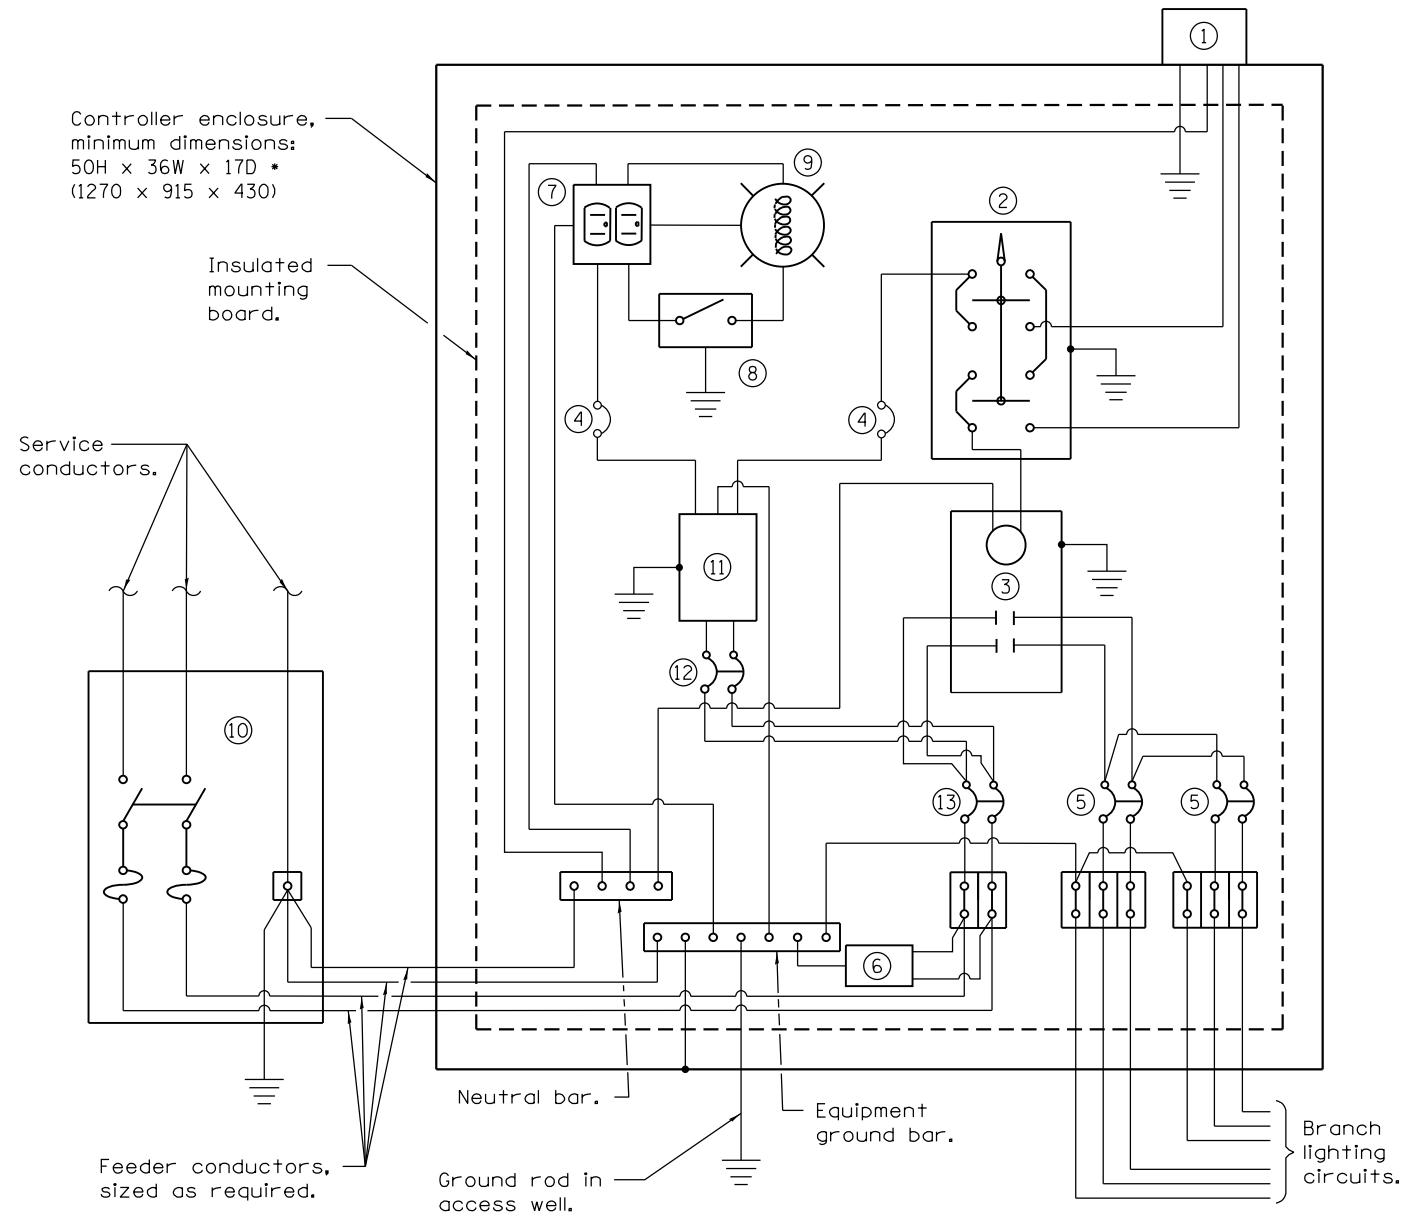 1
Controller enclosure,
minimum dimensions:
50H x 36W x 17D *
(1270 x 915 x 430)
9
7
2
Insulated
mounting
board.
8
4
4
Service
conductors.
11
3
12
10
13
5
5
6
Neutral bar.
Equipment
ground bar.
Branch
lighting
circuits.
Feeder conductors,
sized as required.
Ground rod in
access well.